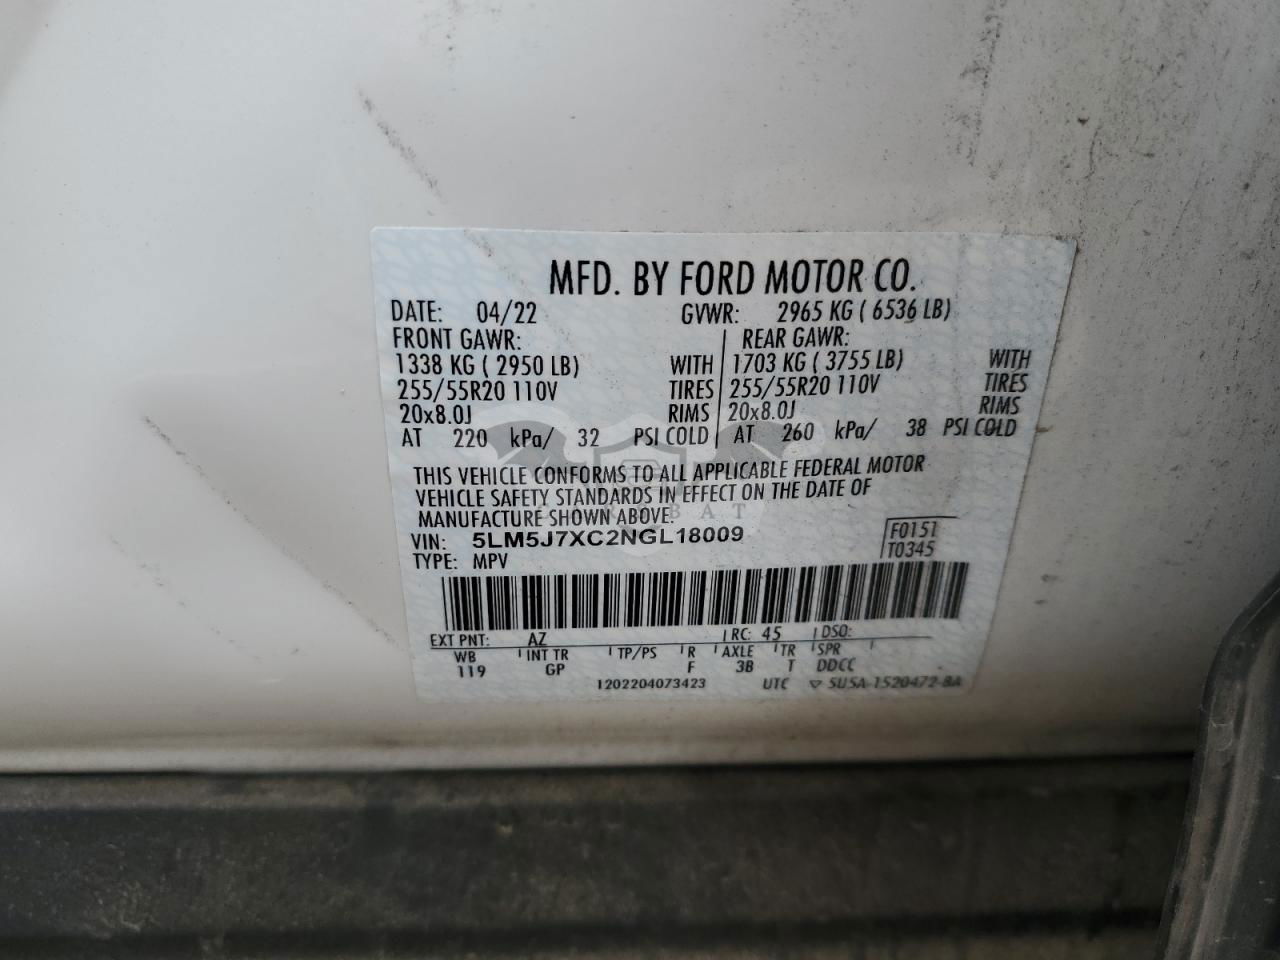 MFD. BY FORD MOTOR CO.
DATE: 04/22 GVWR: 2965 KG ( 6536 LB)
FRONT GAWR: REAR GAWR:
1338 KG ( 2950 LB) WITH 1703 KG ( 3755 LB) WITH
255/55R20 110V TIRES 255/55R20 110V TIRES
20x8.0J RIMS 20x8.0J RIMS
AT 220 kPa/ 32 PSI COLD AT 260 kPa/ 38 PSI COLD
THIS VEHICLE CONFORMS TO ALL APPLICABLE FEDERAL MOTOR
VEHICLE SAFETY STANDARDS IN EFFECT ON THE DATE OF
MANUFACTURE SHOWN ABOVE.
VIN: 5LM5J7XC2NGL18009 F0151
TYPE: MPV T0345
EXT PNT: AZ RC: 45 DSO:
WB INT TR TP/PS R AXLE TR SPR
119 GP F 3B T DDCC
1202204073423 UTC ▽ 5U5A-1520472-BA